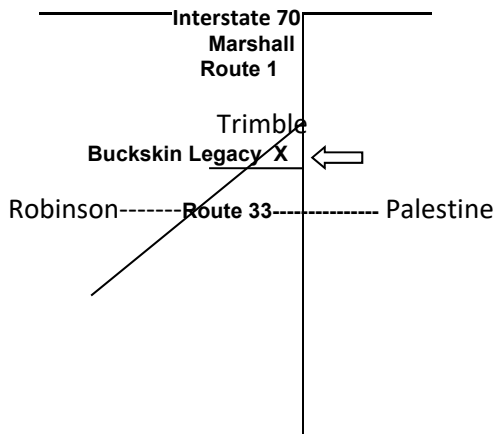 Interstate 70
Marshall
Route 1
Trimble
Buckskin Legacy X
Robinson------Route 33-------------- Palestine